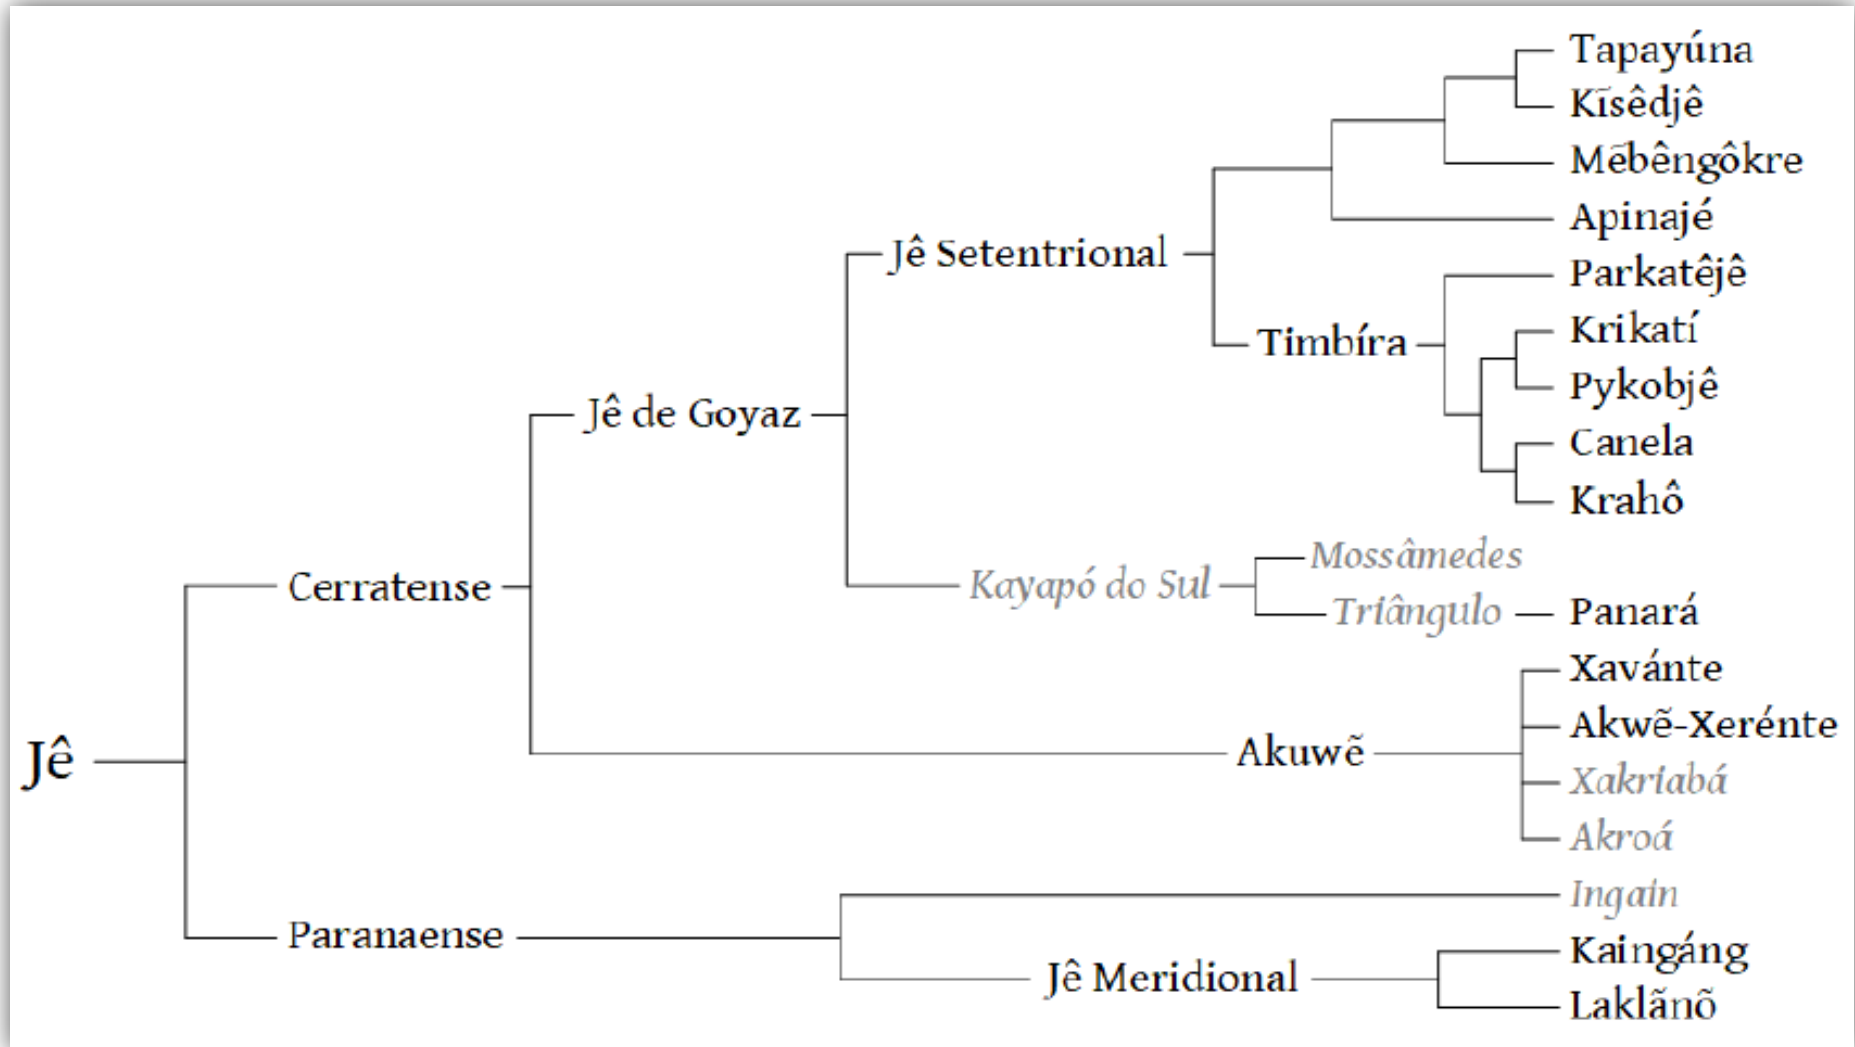 Tapayúna
Kĩsêdjê
Mẽbêngôkre
Apinajé
Jê Setentrional
Parkatêjê
Timbíra
Krikatí
Pykobjê
Jê de Goyaz
Canela
Krahô
Mossâmedes
Cerratense
Kayapó do Sul
Triângulo
Panará
Xavánte
Akwẽ-Xerénte
Jê
Akuwẽ
Xakriabá
Akroá
Ingain
Paranaense
Kaingáng
Jê Meridional
Laklãnõ